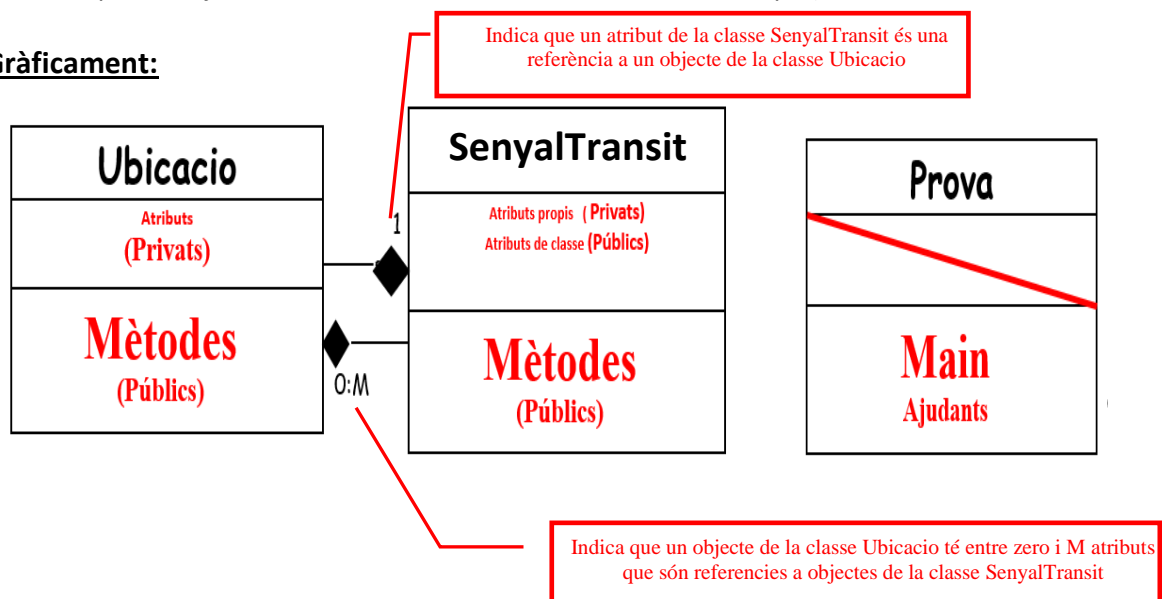 Indica que un atribut de la classe SenyalTransit és una
referència a un objecte de la classe Ubicacio
Gràficament:
Ubicacio
Atributs
(Privats)
Mètodes
(Públics)
1
0:M
SenyalTransit
Atributs propis ( Privats)
Atributs de classe (Públics)
Mètodes
(Públics)
Prova
Main
Ajudants
Indica que un objecte de la classe Ubicacio té entre zero i M atributs
que són referencies a objectes de la classe SenyalTransit